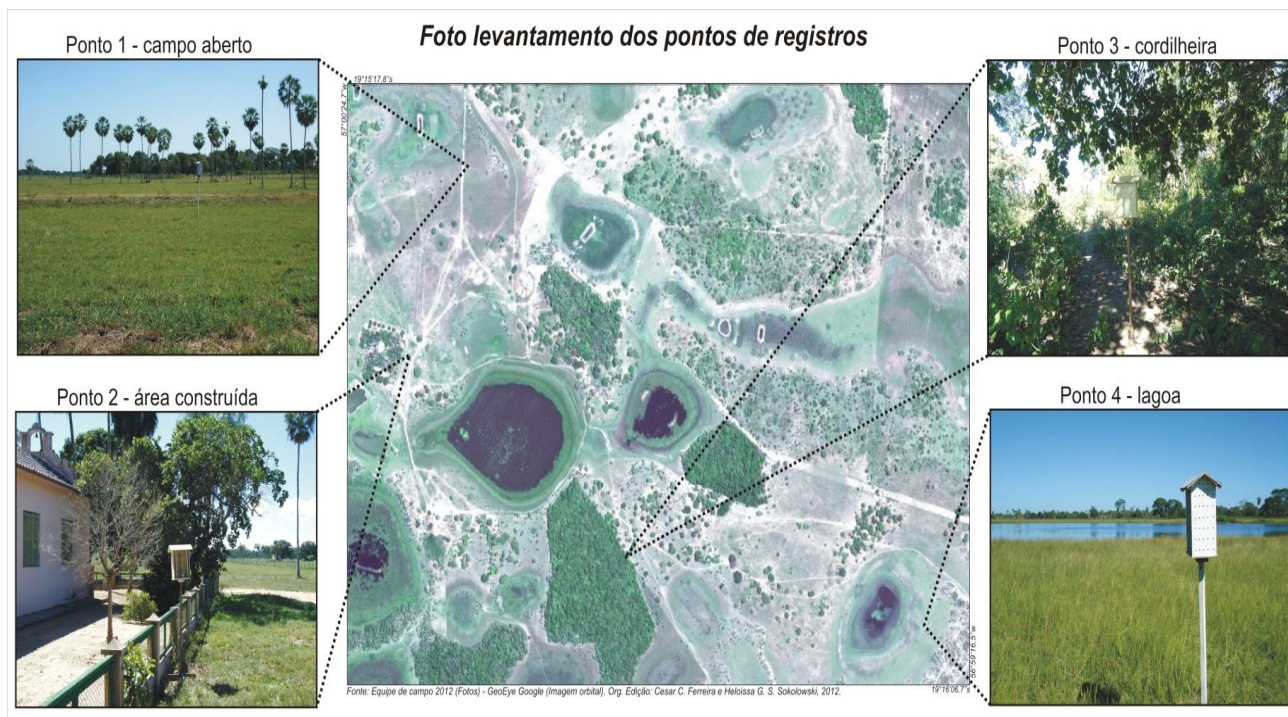 Foto levantamento dos pontos de registros
Ponto 1 - campo aberto
Ponto 3 - cordilheira
19°15'17,8"s
57°00'24,7"w
Ponto 2 - área construída
Ponto 4 - lagoa
56°59'16,5"w
19°16'06,7"s
Fonte: Equipe de campo 2012 (Fotos) - GeoEye Google (Imagem orbital). Org. Edição: Cesar C. Ferreira e Heloissa G. S. Sokolowski, 2012.